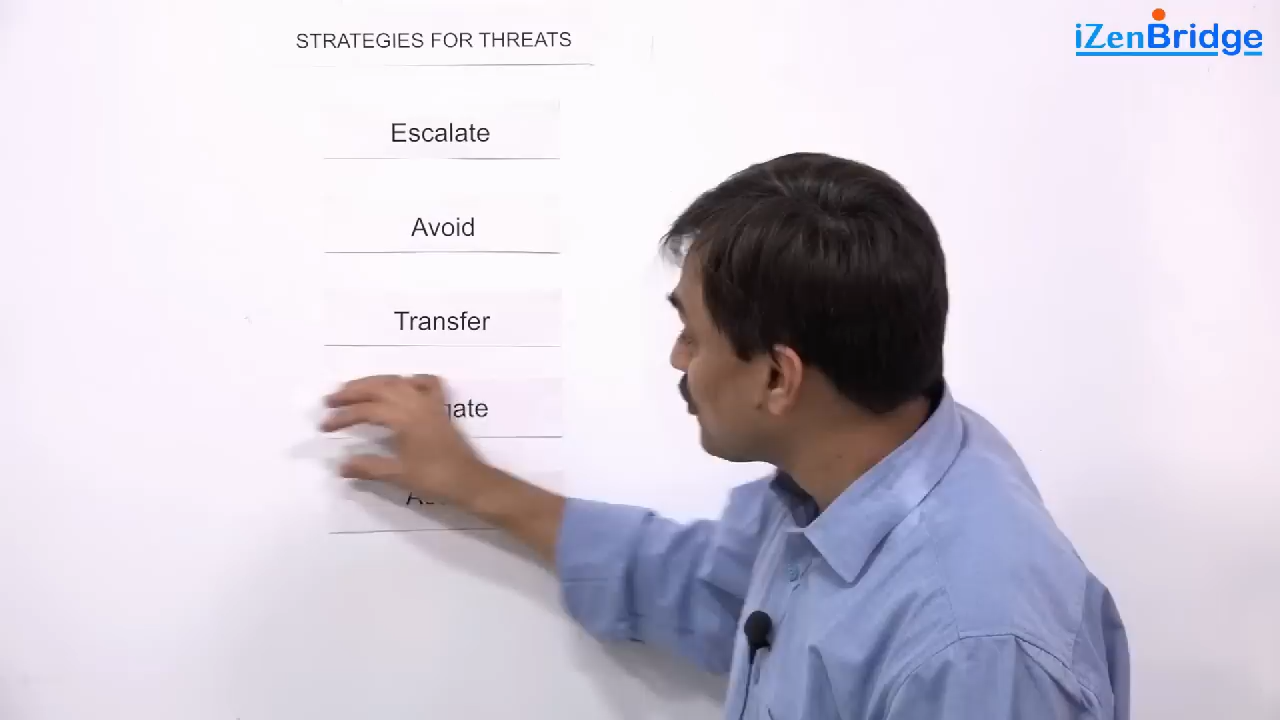 STRATEGIES FOR THREATS
iZenBridge
Escalate
Avoid
Transfer